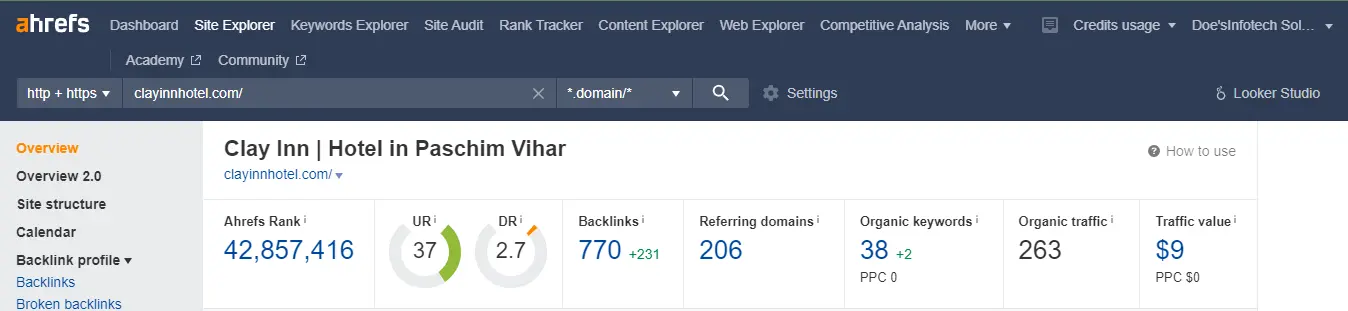 ahrefs Dashboard Site Explorer Keywords Explorer Site Audit Rank Tracker Content Explorer Web Explorer Competitive Analysis More Credits usage Doe'sInfotech Sol...
Academy Community
http + https clayinnhotel.com/ *.domain/* Settings Looker Studio
Overview
Overview 2.0
Site structure
Calendar
Backlink profile
Backlinks
Broken backlinks
Clay Inn | Hotel in Paschim Vihar
How to use
clayinnhotel.com/
Ahrefs Rank i UR i DR i Backlinks i Referring domains i Organic keywords i Organic traffic i Traffic value i
42,857,416 37 2.7 770 +231 206 38 +2 263 $9
PPC 0 PPC $0